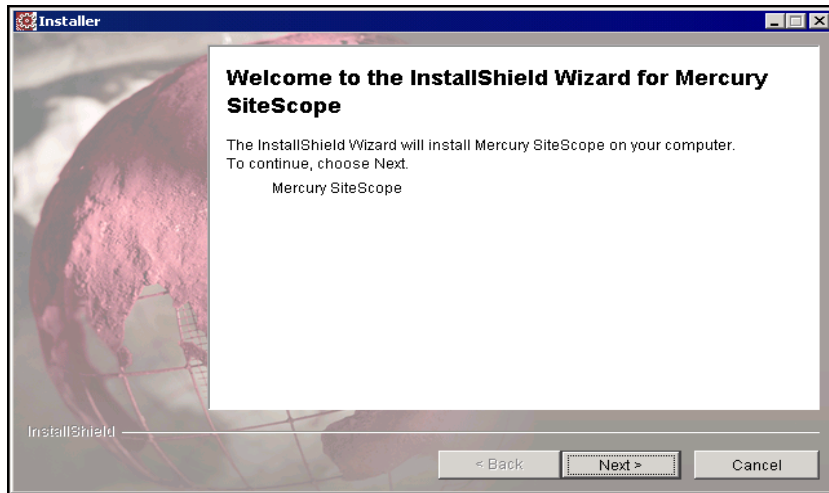 Installer
Welcome to the InstallShield Wizard for Mercury
SiteScope
The InstallShield Wizard will install Mercury SiteScope on your computer.
To continue, choose Next.
Mercury SiteScope
InstallShield
< Back
Next >
Cancel